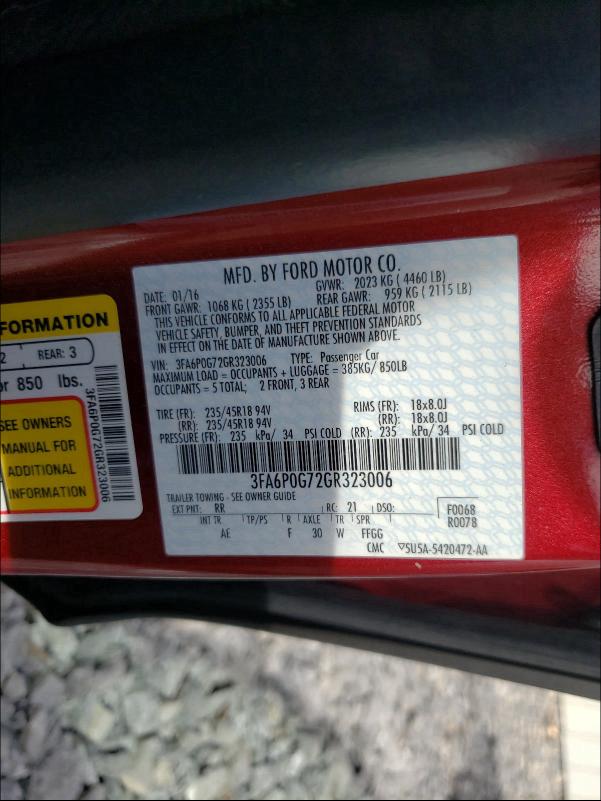 MFD. BY FORD MOTOR CO.
DATE: 01/16 GVWR: 2023 KG ( 4460 LB)
FRONT GAWR: 1068 KG ( 2355 LB) REAR GAWR: 959 KG ( 2115 LB)
THIS VEHICLE CONFORMS TO ALL APPLICABLE FEDERAL MOTOR
VEHICLE SAFETY, BUMPER, AND THEFT PREVENTION STANDARDS
IN EFFECT ON THE DATE OF MANUFACTURE SHOWN ABOVE.
VIN: 3FA6P0G72GR323006 TYPE: Passenger Car
MAXIMUM LOAD = OCCUPANTS + LUGGAGE = 385KG/ 850LB
OCCUPANTS = 5 TOTAL; 2 FRONT, 3 REAR
TIRE (FR): 235/45R18 94V RIMS (FR): 18x8.0J
(RR): 235/45R18 94V (RR): 18x8.0J
PRESSURE (FR): 235 kPa/ 34 PSI COLD (RR): 235 kPa/ 34 PSI COLD
3FA6P0G72GR323006
TRAILER TOWING - SEE OWNER GUIDE
EXT PNT: RR RC: 21 DSO: F0068
R0078
INT TR TP/PS R AXLE TR SPR
AE F 30 W FFGG
CMC ▽5U5A-5420472-AA
FORMATION
2 REAR: 3
or 850 lbs.
SEE OWNERS
MANUAL FOR
ADDITIONAL
INFORMATION
3FA6P0G72GR323006